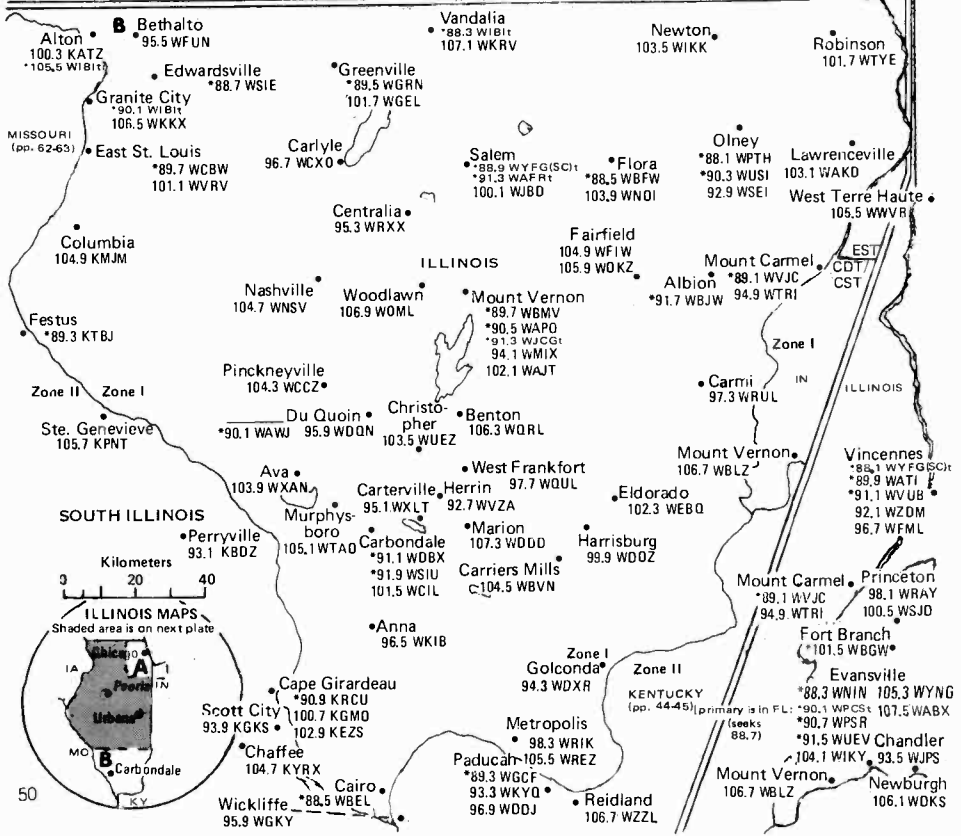 B
Bethalto
95.5 WFUN
Alton
100.3 KATZ
*105.5 WIBIt
Vandalia
*88.3 WIBIt
107.1 WKRV
Newton
103.5 WIKK
Robinson
101.7 WTYE
Edwardsville
*88.7 WSIE
Greenville
*89.5 WGRN
101.7 WGEL
Granite City
*90.1 WIBIt
106.5 WKKX
MISSOURI
(pp. 62-63)
East St. Louis
*89.7 WCBW
101.1 WVRV
Carlyle
96.7 WCXO
Salem
*88.9 WYFG(SC)t
*91.3 WAFRt
100.1 WJBD
Flora
*88.5 WBFW
103.9 WNOI
Olney
*88.1 WPTH
*90.3 WUSI
92.9 WSEI
Lawrenceville
103.1 WAKD
West Terre Haute
105.5 WWVR
Centralia
95.3 WRXX
Columbia
104.9 KMJM
Fairfield
104.9 WFIW
105.9 WOKZ
ILLINOIS
EST
CDT
CST
Nashville
104.7 WNSV
Woodlawn
106.9 WOML
Mount Vernon
*89.7 WBMV
*90.5 WAPO
*91.3 WJCGt
94.1 WMIX
102.1 WAJT
Albion
*91.7 WBJW
Mount Carmel
*89.1 WVJC
94.9 WTRI
Festus
*89.3 KTBJ
Zone I
IN
ILLINOIS
Zone II
Zone I
Pinckneyville
104.3 WCCZ
Carmi
97.3 WRUL
Ste. Genevieve
105.7 KPNT
*90.1 WAWJ
Du Quoin
95.9 WDQN
Christo-
pher
103.5 WUEZ
Benton
106.3 WQRL
Mount Vernon
106.7 WBLZ
Vincennes
*88.1 WYFG(SC)t
*89.9 WATI
*91.1 WVUB
92.1 WZDM
96.7 WFML
Ava
103.9 WXAN
West Frankfort
97.7 WQUL
Carterville
95.1 WXLT
Herrin
92.7 WVZA
Eldorado
102.3 WEBQ
SOUTH ILLINOIS
Murphys-
boro
105.1 WTAO
Perryville
93.1 KBDZ
Carbondale
*91.1 WDBX
*91.9 WSIU
101.5 WCIL
Marion
107.3 WDDD
Harrisburg
99.9 WDOZ
Carriers Mills
104.5 WBVN
Kilometers
0 20 40
Mount Carmel
*89.1 WVJC
94.9 WTRI
Princeton
98.1 WRAY
100.5 WSJD
ILLINOIS MAPS
Shaded area is on next plate
Chicago
A
IA
IN
Peoria
Urbana
MO
B
Carbondale
KY
Anna
96.5 WKIB
Fort Branch
*101.5 WBGW
Zone I
Zone II
Golconda
94.3 WDXR
KENTUCKY
(pp. 44-45)
[primary is in FL:
(seeks
88.7)
Evansville
*88.3 WNIN
*90.1 WPCSt
*90.7 WPSR
*91.5 WUEV
104.1 WIKY
105.3 WYNG
107.5 WABX
Cape Girardeau
*90.9 KRCU
100.7 KGMO
102.9 KEZS
Scott City
93.9 KGKS
Chaffee
104.7 KYRX
Metropolis
98.3 WRIK
105.5 WREZ
Paducah
*89.3 WGCF
93.3 WKYQ
96.9 WDDJ
Chandler
93.5 WJPS
Cairo
*88.5 WBEL
Wickliffe
95.9 WGKY
Reidland
106.7 WZZL
Mount Vernon
106.7 WBLZ
Newburgh
106.1 WDKS
50